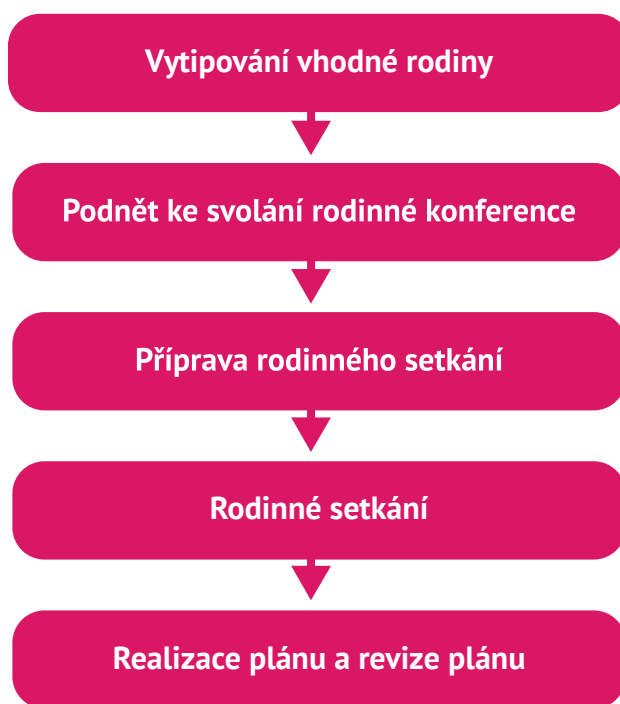 Vytipování vhodné rodiny
Podnět ke svolání rodinné konference
Příprava rodinného setkání
Rodinné setkání
Realizace plánu a revize plánu